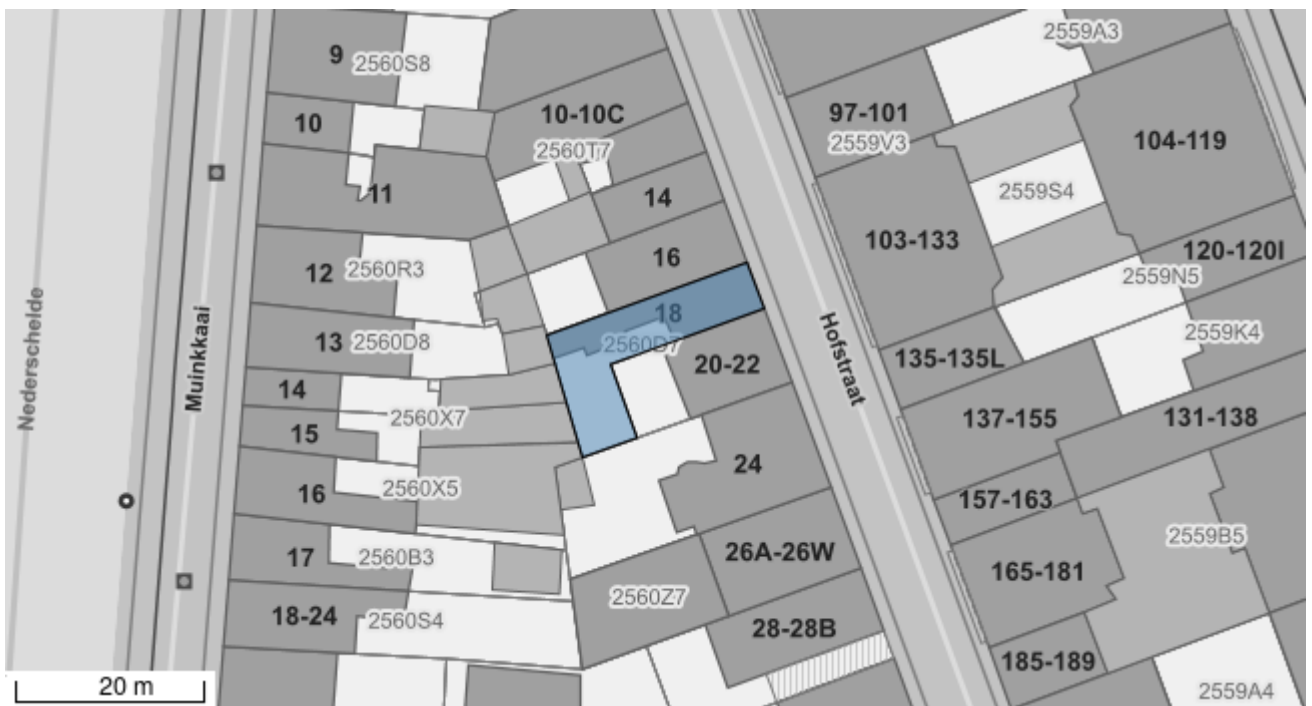 9
2560S8
10
11
12
2560R3
13
2560D8
14
15
2560X7
16
2560X5
17
2560B3
18-24
2560S4
Nederschelde
Muinkkaai
20 m
10-10C
2560T7
14
16
18
2560D7
20-22
24
26A-26W
2560Z7
28-28B
Hofstraat
2559A3
97-101
2559V3
104-119
2559S4
103-133
120-120I
2559N5
2559K4
135-135L
137-155
131-138
157-163
2559B5
165-181
185-189
2559A4